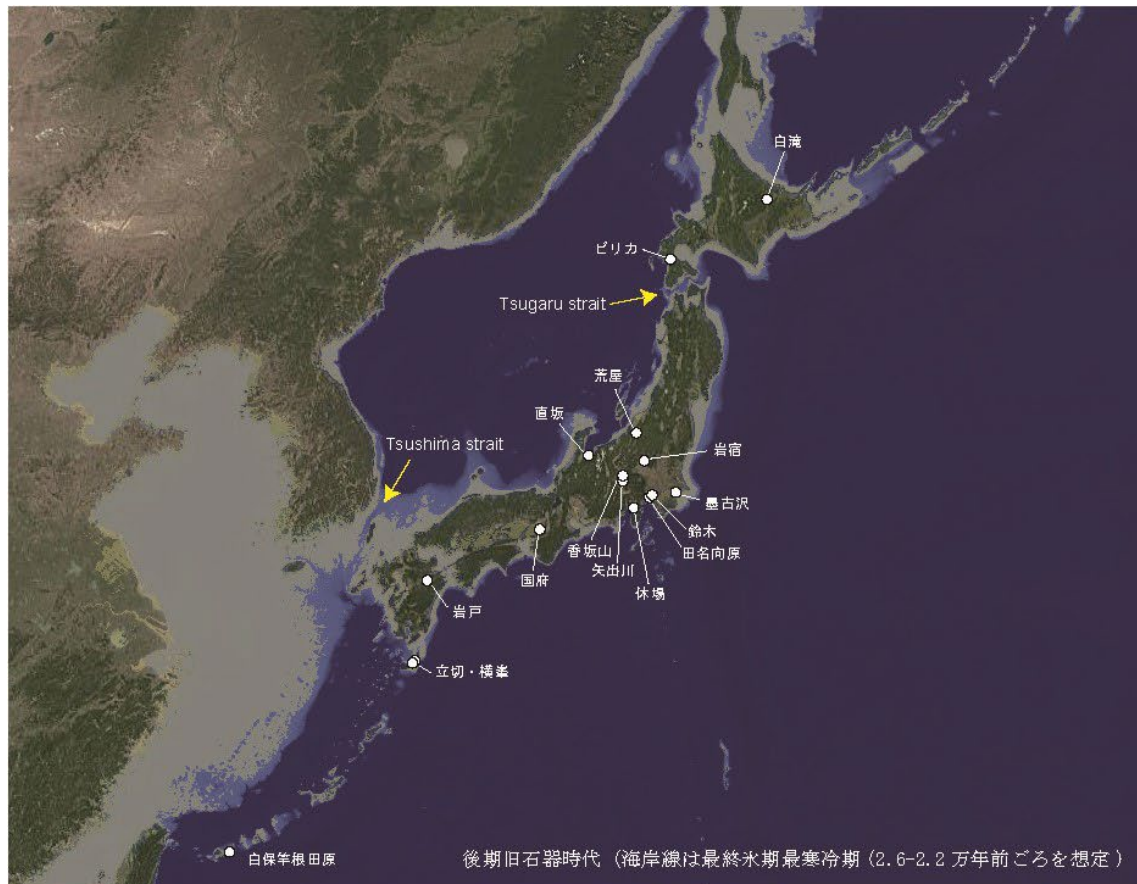 白滝
ピリカ
Tsugaru strait
荒屋
直坂
Tsushima strait
岩宿
墨古沢
鈴木
香坂山
田名向原
矢出川
国府
休場
岩戸
立切・横峯
白保竿根田原
後期旧石器時代 (海岸線は最終氷期最寒冷期 (2.6-2.2 万年前ごろを想定 )